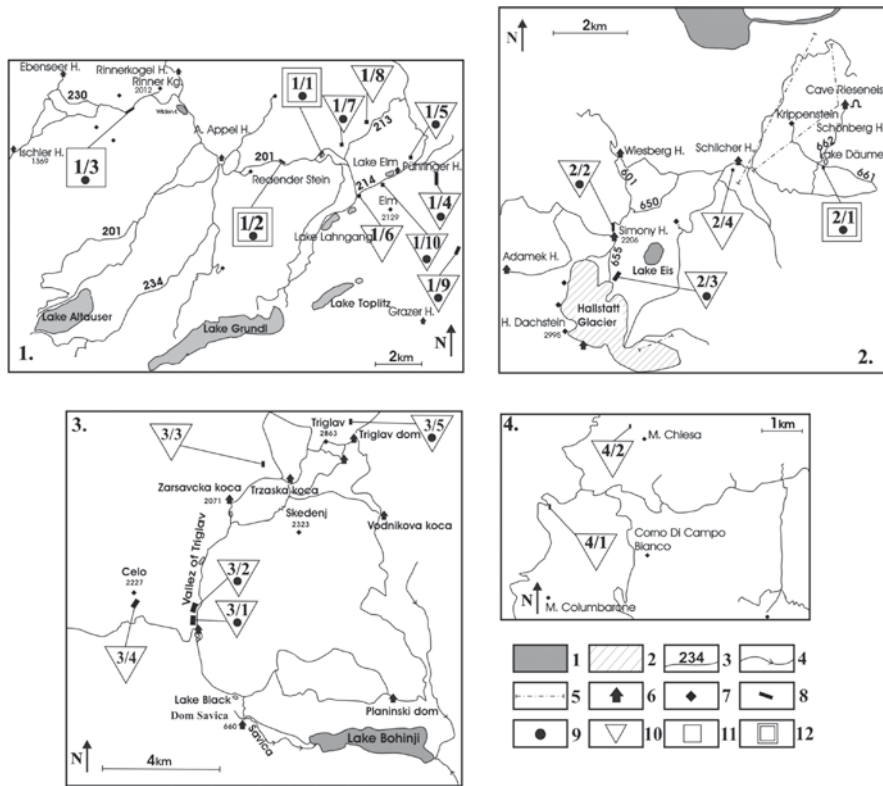 Ebenseer H.
Rinnerkogel H.
Rinner Kg.
2012
230
Ischler H.
1369
1/3
A. Appel H.
201
Redender Stein
1/2
1/1
1/7
1/8
213
1/5
Lake Elm
Pühringer H.
214
Elm
2129
1/4
Lake Lahngang
1/6
1/10
1/9
201
234
Lake Toplitz
Grazer H.
Lake Altauser
Lake Grundl
N
1.
2km
N
2km
Cave Rieseneis
Krippenstein
Schönberg H.
Wiesberg H.
Schlicher H.
662
Lake Däumel
601
2/2
650
661
2/4
2/1
Simony H.
2206
Adamek H.
655
Lake Eis
2/3
Hallstatt
Glacier
H. Dachstein
2995
2.
3.
Triglav
2863
3/5
3/3
Triglav dom
Zarsavcka koca
2071
Trzaska koca
Skedenj
2323
Vodnikova koca
Vallez of Triglav
Celo
2227
3/2
3/1
3/4
Lake Black
Dom Savica
660
Savica
Planinski dom
Lake Bohinji
N
4km
4.
1km
M. Chiesa
4/2
4/1
Corno Di Campo
Bianco
N
M. Columbarone
1
2
234
3
4
5
6
7
8
9
10
11
12